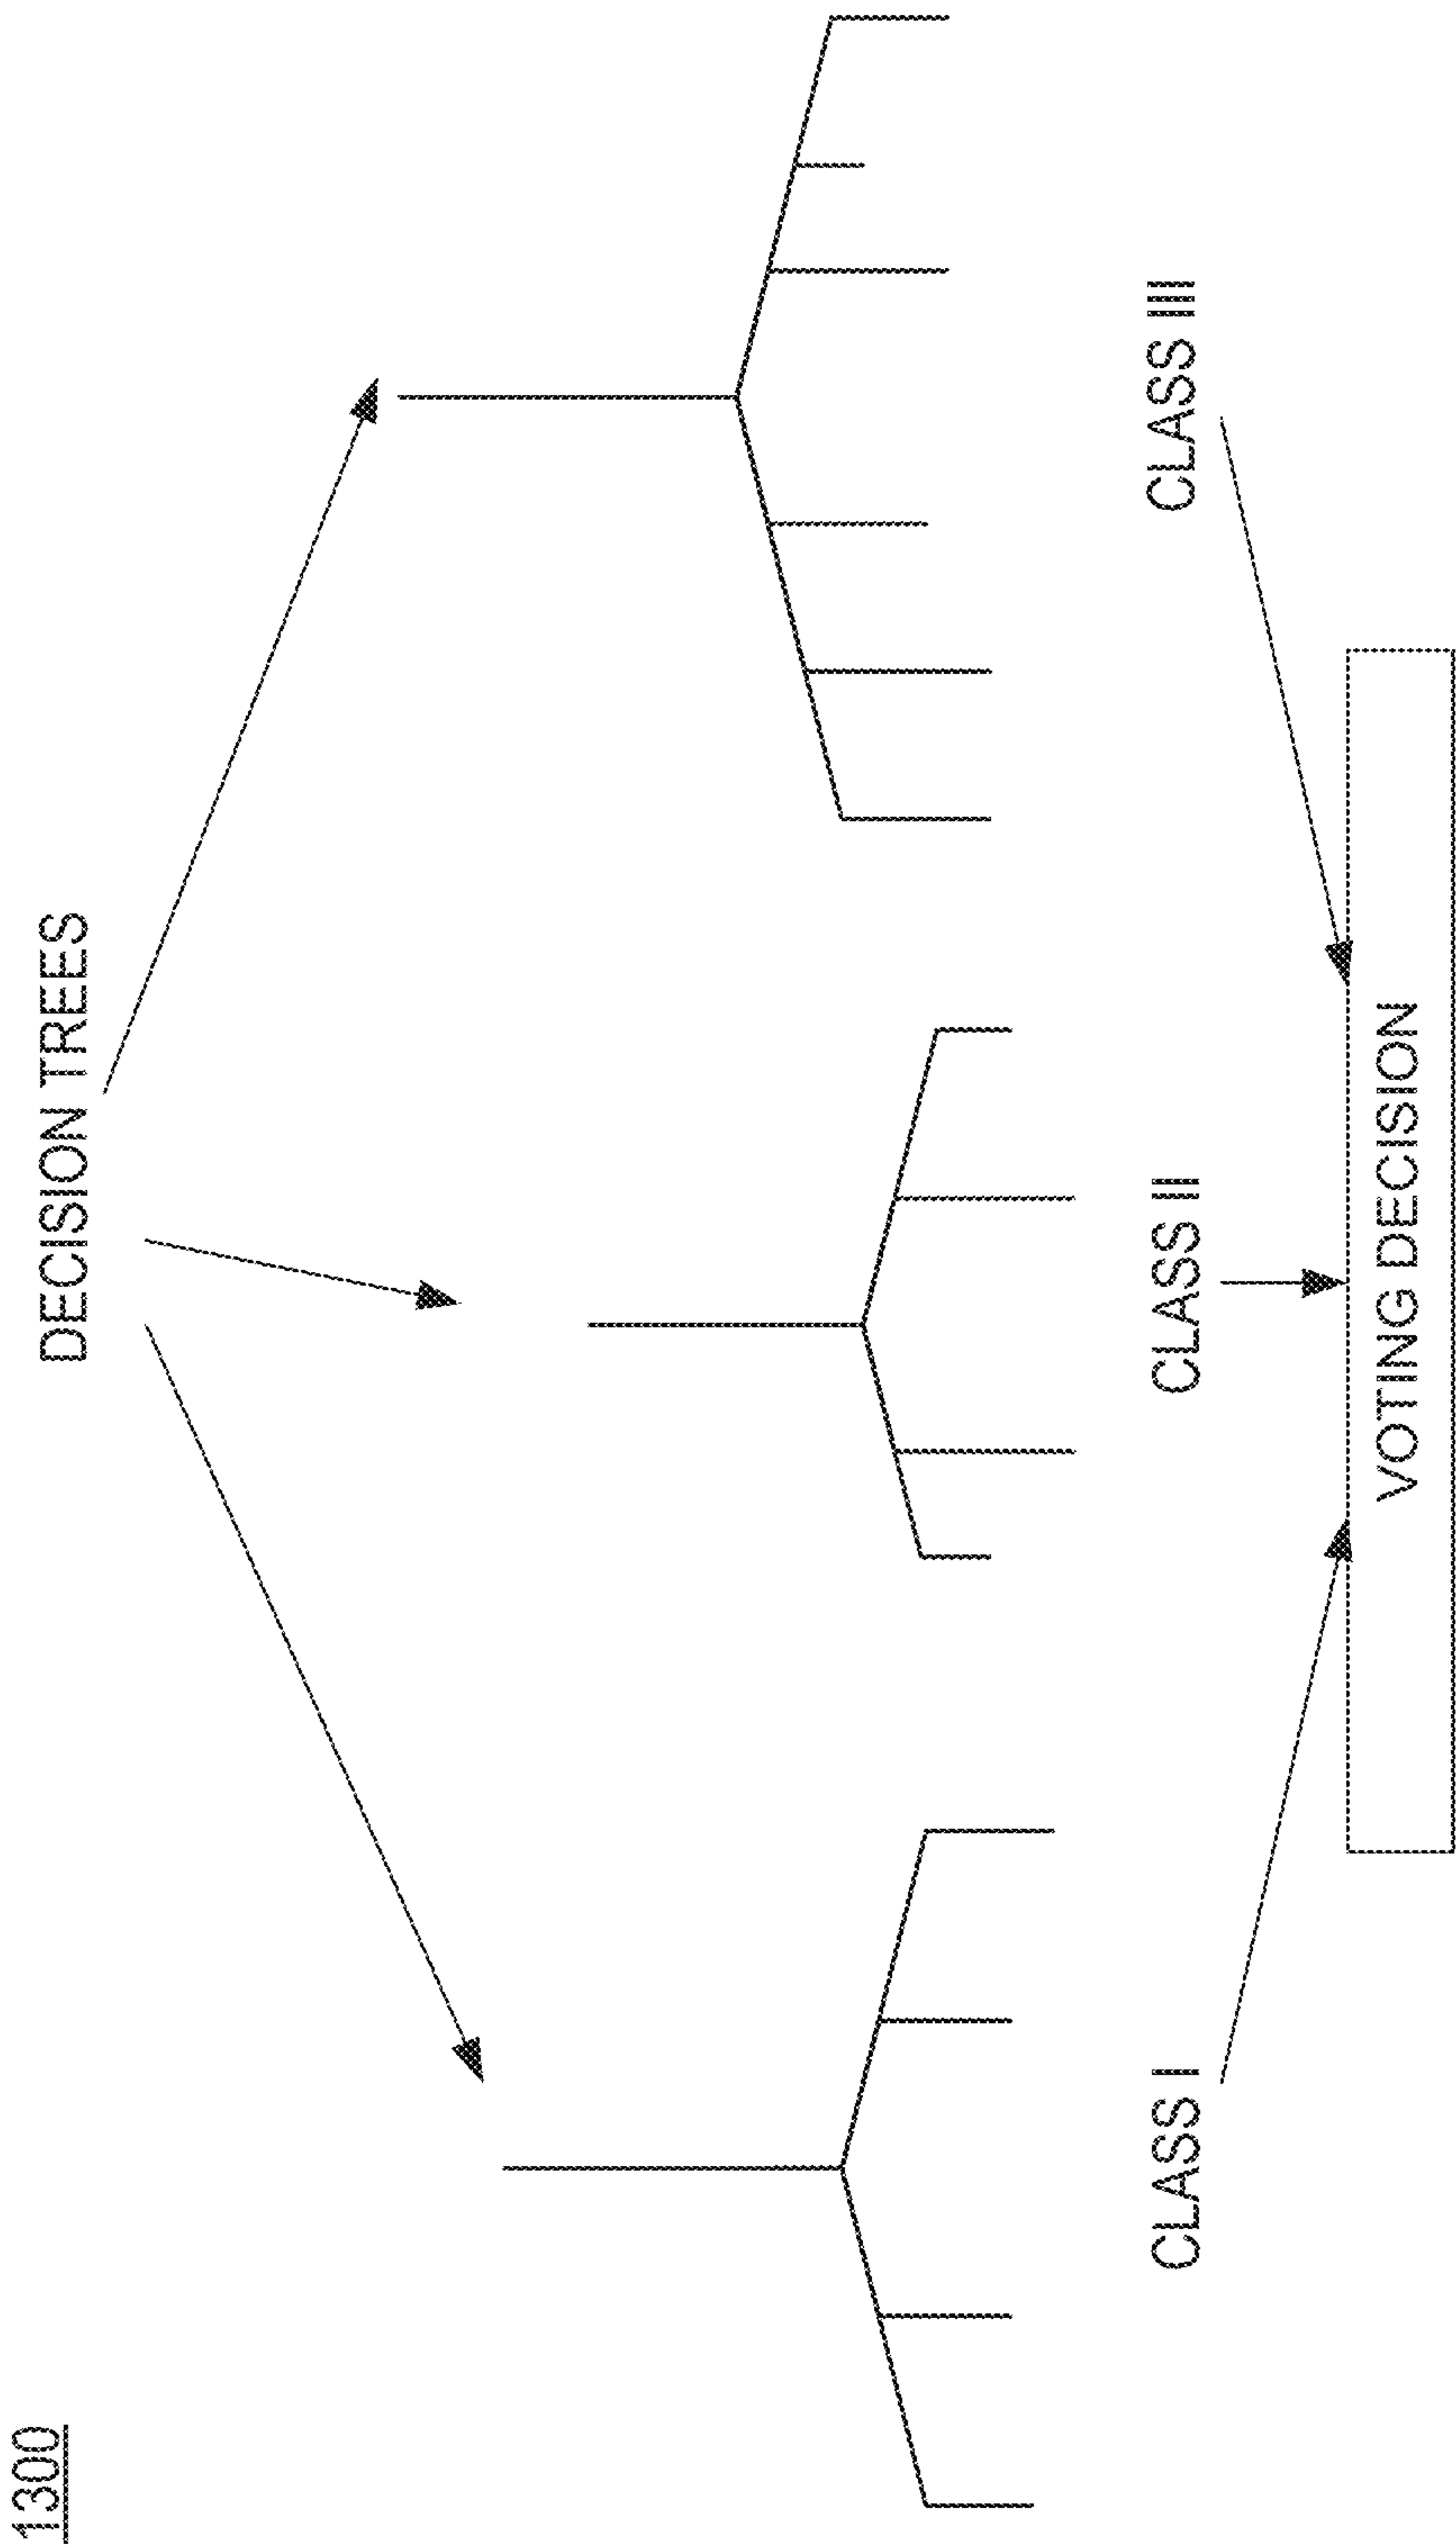 1300
DECISION TREES
CLASS I
CLASS II
CLASS III
VOTING DECISION